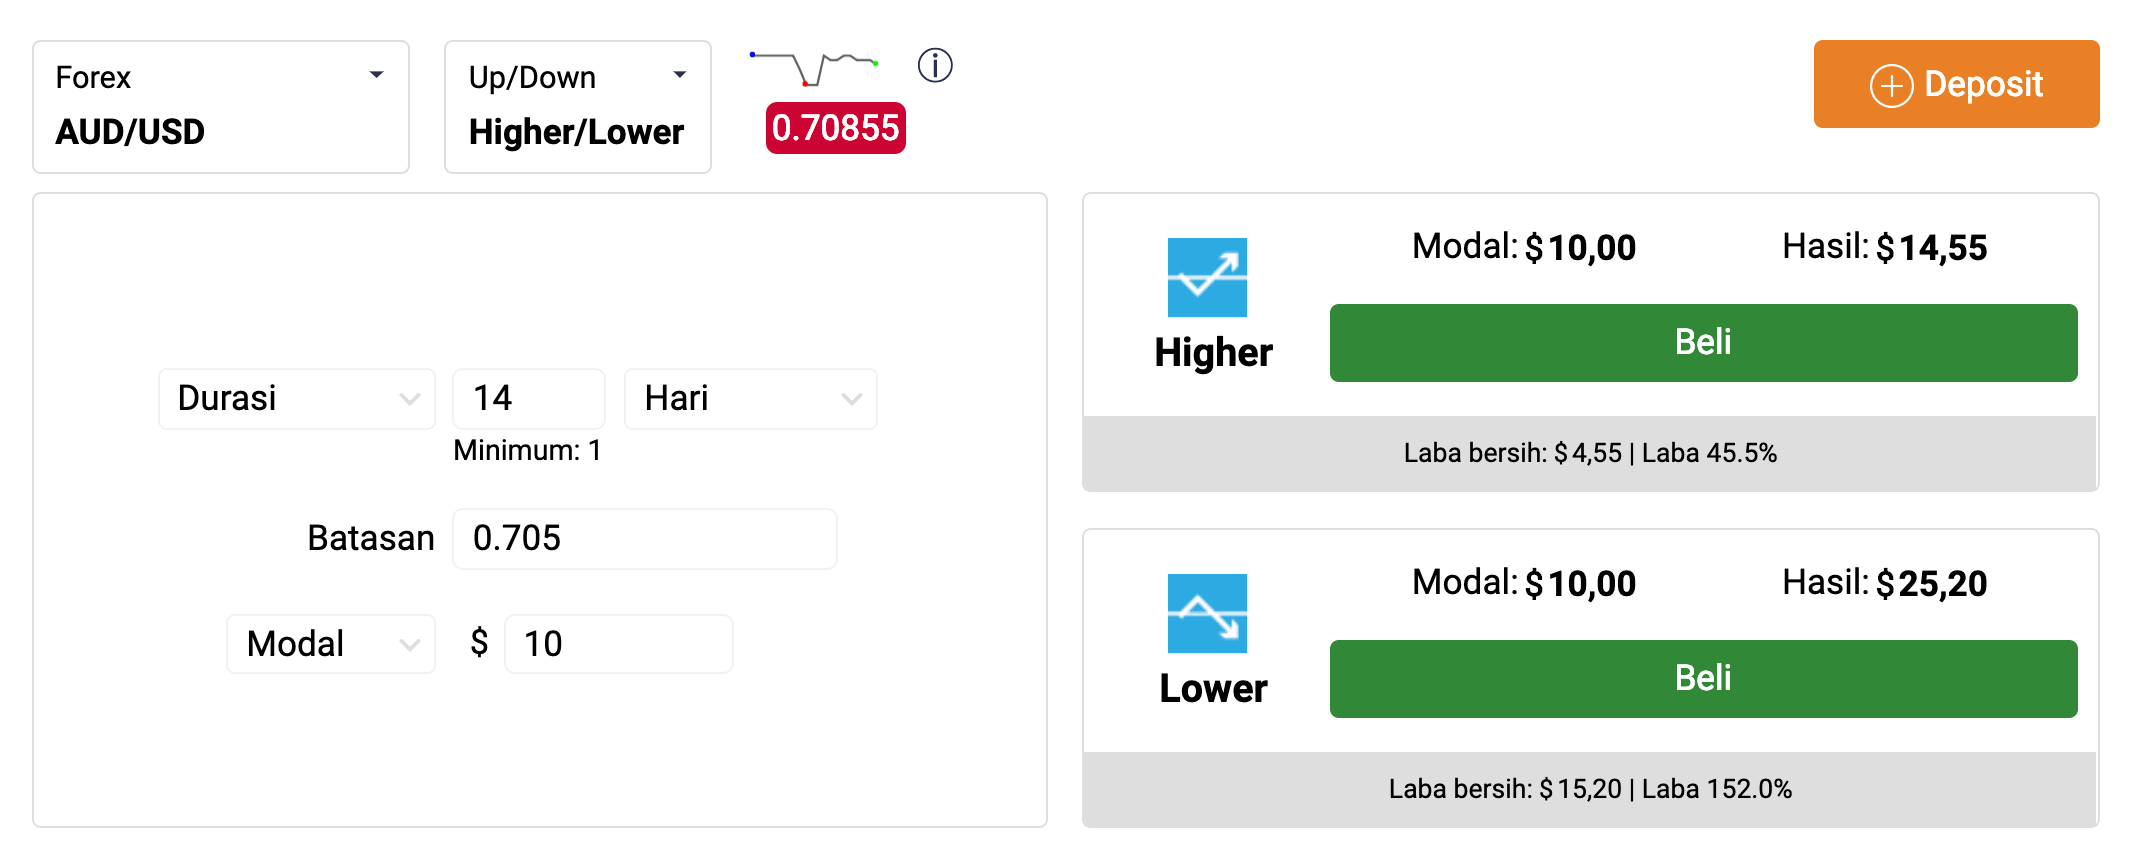 Forex
AUD/USD
Up/Down
Higher/Lower
0.70855
Deposit
Durasi
14
Hari
Minimum: 1
Batasan
0.705
Modal
$
10
Modal: $10,00
Hasil: $14,55
Higher
Beli
Laba bersih: $4,55 | Laba 45.5%
Modal: $10,00
Hasil: $25,20
Lower
Beli
Laba bersih: $15,20 | Laba 152.0%